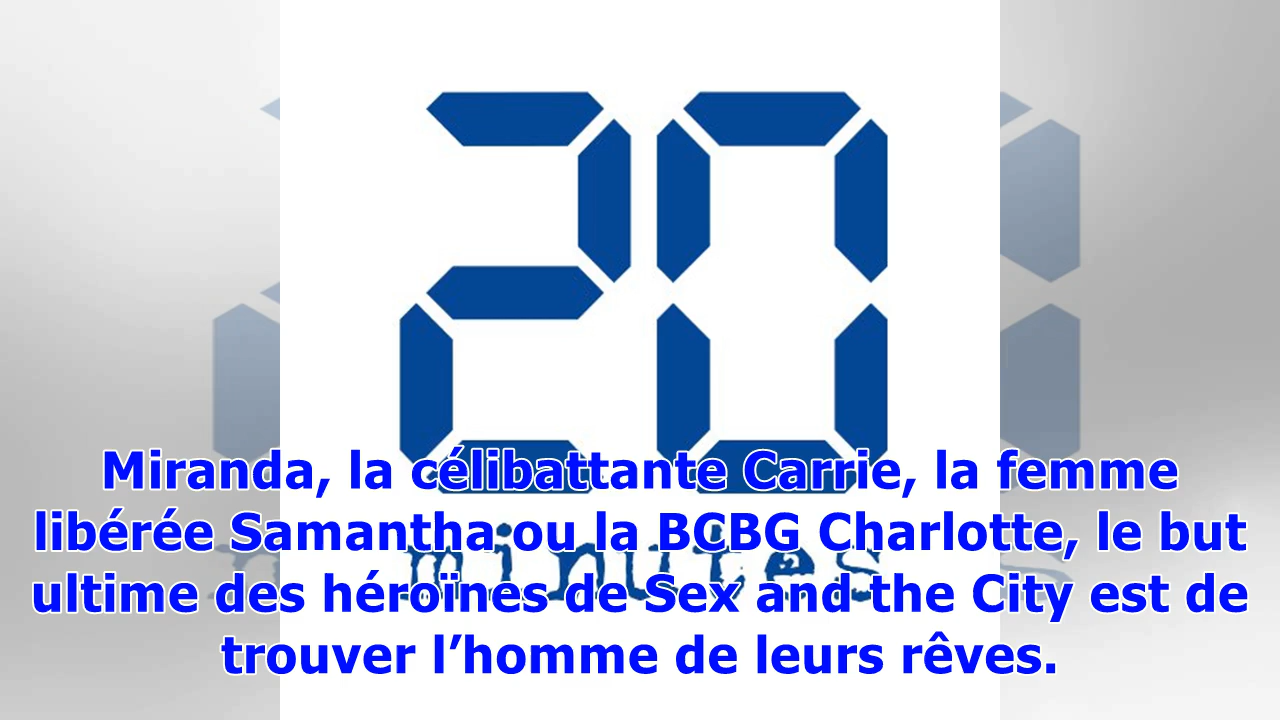 20
minutes
Miranda, la célibattante Carrie, la femme
libérée Samantha ou la BCBG Charlotte, le but
ultime des héroïnes de Sex and the City est de
trouver l’homme de leurs rêves.